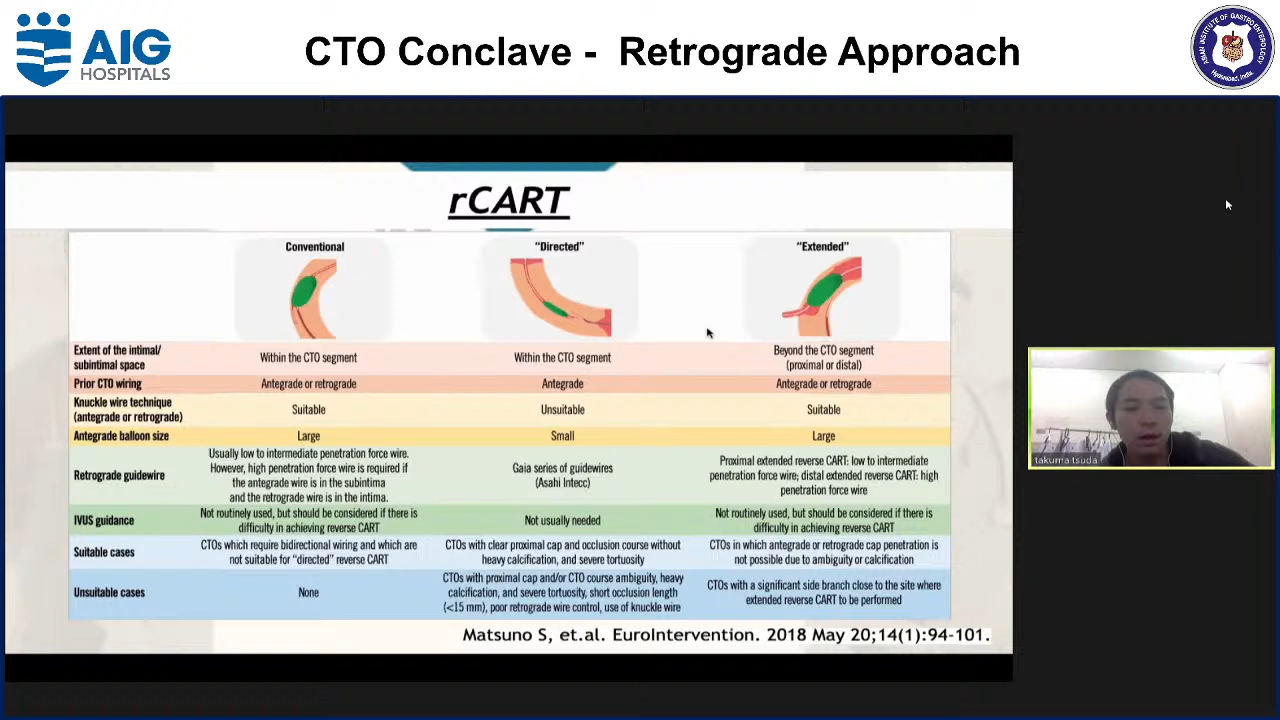 AIG
HOSPITALS
CTO Conclave - Retrograde Approach
ASIAN INSTITUTE OF GASTROENTEROLOGY
Hyderabad, India.
rCART
Conventional
“Directed”
“Extended”
Extent of the intimal/
subintimal space
Within the CTO segment
Within the CTO segment
Beyond the CTO segment
(proximal or distal)
Prior CTO wiring
Antegrade or retrograde
Antegrade
Antegrade or retrograde
Knuckle wire technique
(antegrade or retrograde)
Suitable
Unsuitable
Suitable
Antegrade balloon size
Large
Small
Large
Retrograde guidewire
Usually low to intermediate penetration force wire.
However, high penetration force wire is required if
the antegrade wire is in the subintima
and the retrograde wire is in the intima.
Gaia series of guidewires
(Asahi Intecc)
Proximal extended reverse CART: low to intermediate
penetration force wire; distal extended reverse CART: high
penetration force wire
IVUS guidance
Not routinely used, but should be considered if there is
difficulty in achieving reverse CART
Not usually needed
Not routinely used, but should be considered if there is
difficulty in achieving reverse CART
Suitable cases
CTOs which require bidirectional wiring and which are
not suitable for “directed” reverse CART
CTOs with clear proximal cap and occlusion course without
heavy calcification, and severe tortuosity
CTOs in which antegrade or retrograde cap penetration is
not possible due to ambiguity or calcification
Unsuitable cases
None
CTOs with proximal cap and/or CTO course ambiguity, heavy
calcification, and severe tortuosity, short occlusion length
(<15 mm), poor retrograde wire control, use of knuckle wire
CTOs with a significant side branch close to the site where
extended reverse CART to be performed
Matsuno S, et.al. EuroIntervention. 2018 May 20;14(1):94-101.
takuma tsuda